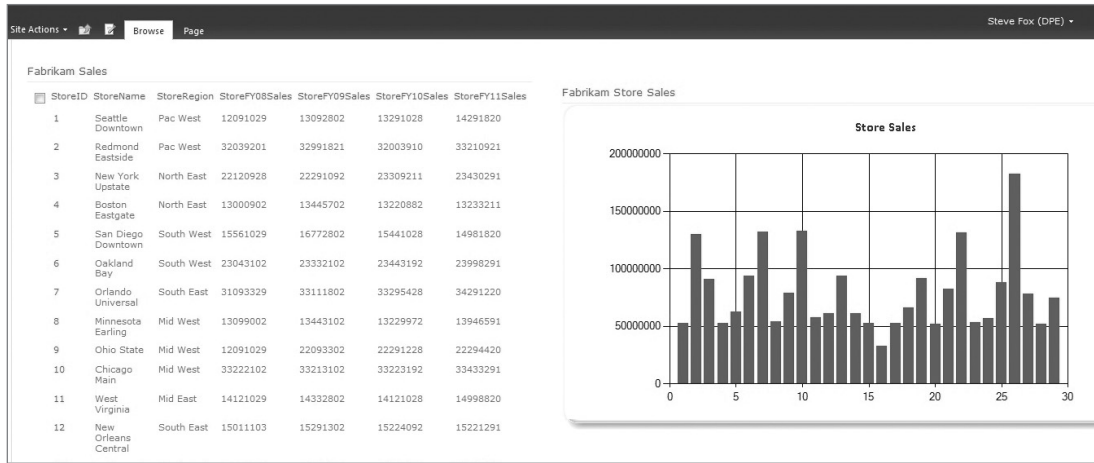 Steve Fox (DPE)
Site Actions Browse Page
Fabrikam Sales
StoreID StoreName StoreRegion StoreFY08Sales StoreFY09Sales StoreFY10Sales StoreFY11Sales
1 Seattle Downtown Pac West 12091029 13092802 13291028 14291820
2 Redmond Eastside Pac West 32039201 32991821 32003910 33210921
3 New York Upstate North East 22120928 22291092 23309211 23430291
4 Boston Eastgate North East 13000902 13445702 13220882 13233211
5 San Diego Downtown South West 15561029 16772802 15441028 14981820
6 Oakland Bay South West 23043102 23332102 23443192 23998291
7 Orlando Universal South East 31093329 33111802 33295428 34291220
8 Minnesota Earling Mid West 13099002 13443102 13229972 13946591
9 Ohio State Mid West 12091029 22093302 22291228 22294420
10 Chicago Main Mid West 33222102 33213102 33223192 33433291
11 West Virginia Mid East 14121029 14332802 14121028 14998820
12 New Orleans Central South East 15011103 15291302 15224092 15221291
Fabrikam Store Sales
Store Sales
200000000
150000000
100000000
50000000
0
0 5 10 15 20 25 30